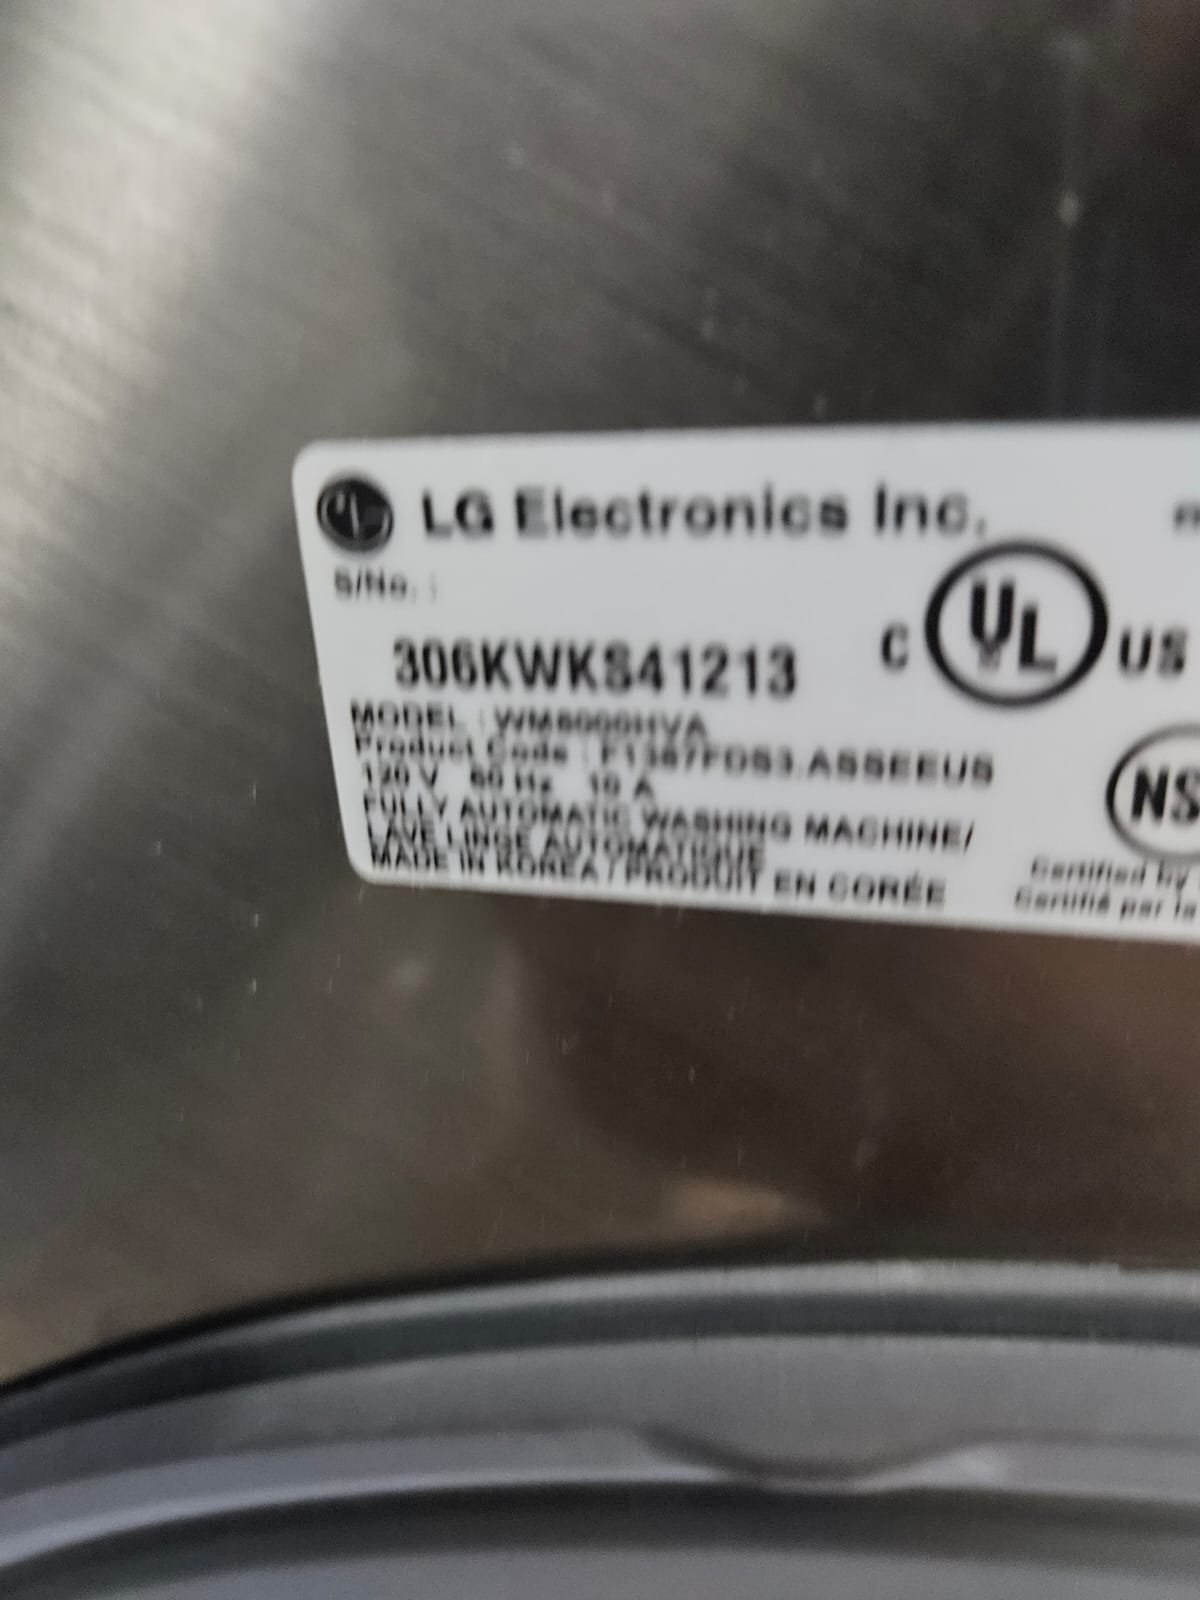 LG Electronics Inc.
S/No. :
306KWKS41213
C UL US
MODEL : WM8000HVA
Product Code : F1387FDS3.ASSEEUS
120 V 60 Hz 10 A
NS
FULLY AUTOMATIC WASHING MACHINE/
LAVE LINGE AUTOMATIQUE
MADE IN KOREA / PRODUIT EN CORÉE
Certified by
Certifié par la